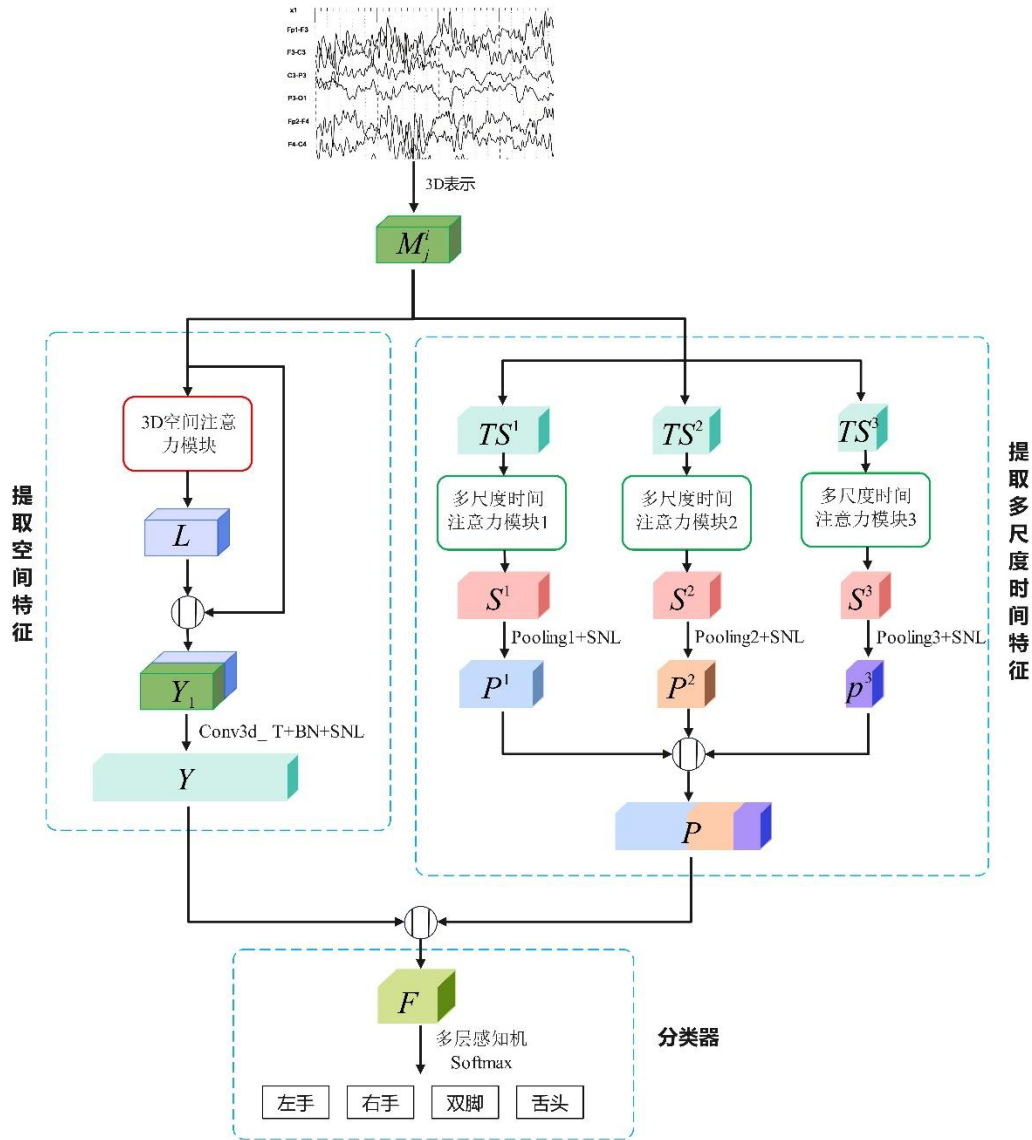 x1
Fp1-F3
F3-C3
C3-P3
P3-O1
Fp2-F4
F4-C4
3D表示
M_j^i
提取空间特征
3D空间注意
力模块
L
Y₁
Conv3d_ T+BN+SNL
Y
TS¹
TS²
TS³
多尺度时间
注意力模块1
多尺度时间
注意力模块2
多尺度时间
注意力模块3
S¹
S²
S³
Pooling1+SNL
Pooling2+SNL
Pooling3+SNL
P¹
P²
p³
P
提取多尺度时间特征
F
多层感知机
Softmax
分类器
左手
右手
双脚
舌头